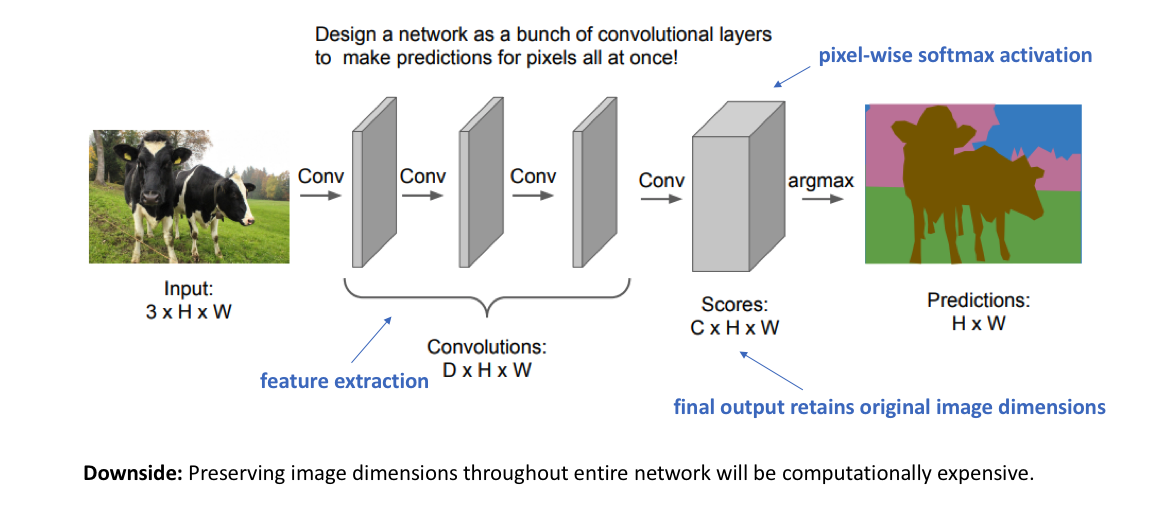 Design a network as a bunch of convolutional layers
to make predictions for pixels all at once!
pixel-wise softmax activation
Conv
Conv
Conv
Conv
argmax
Input:
3 x H x W
Convolutions:
D x H x W
Scores:
C x H x W
Predictions:
H x W
feature extraction
final output retains original image dimensions
Downside: Preserving image dimensions throughout entire network will be computationally expensive.